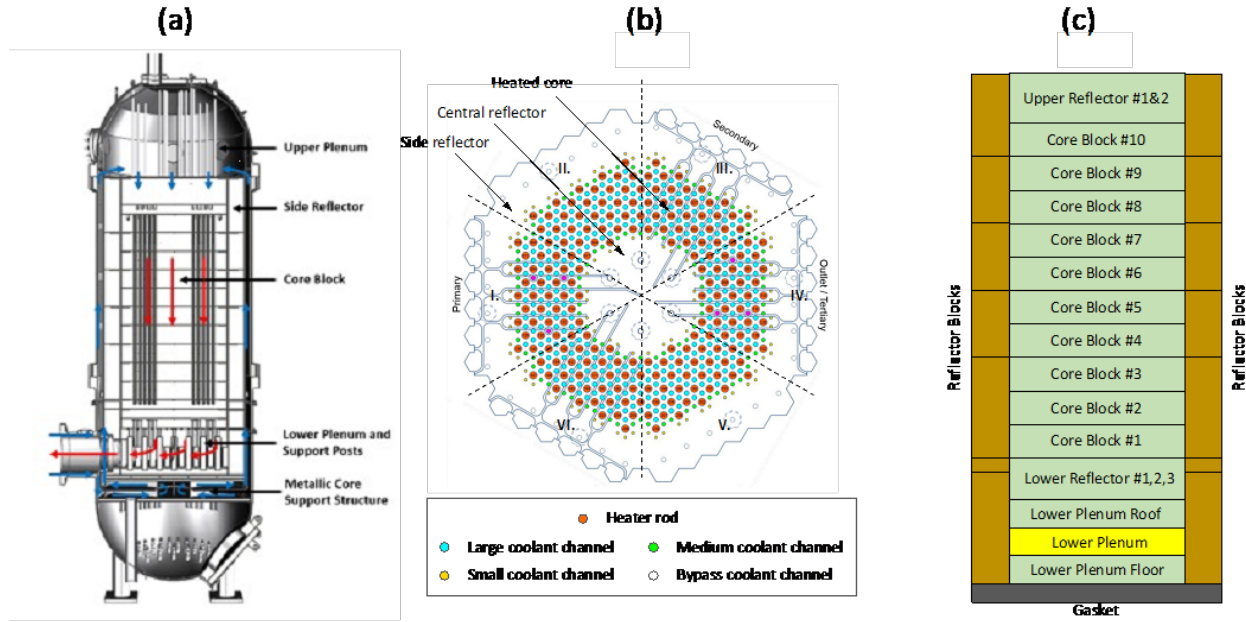 (a)
Upper Plenum
Side Reflector
Core Block
Lower Plenum and
Support Posts
Metallic Core
Support Structure
(b)
Heated core
Central reflector
Side reflector
Secondary
II.
III.
Primary
I.
IV.
Outlet / Tertiary
VI.
V.
Heater rod
Large coolant channel
Medium coolant channel
Small coolant channel
Bypass coolant channel
(c)
Upper Reflector #1&2
Core Block #10
Core Block #9
Core Block #8
Core Block #7
Core Block #6
Core Block #5
Core Block #4
Core Block #3
Core Block #2
Core Block #1
Lower Reflector #1,2,3
Lower Plenum Roof
Lower Plenum
Lower Plenum Floor
Gasket
Reflector Blocks
Reflector Blocks